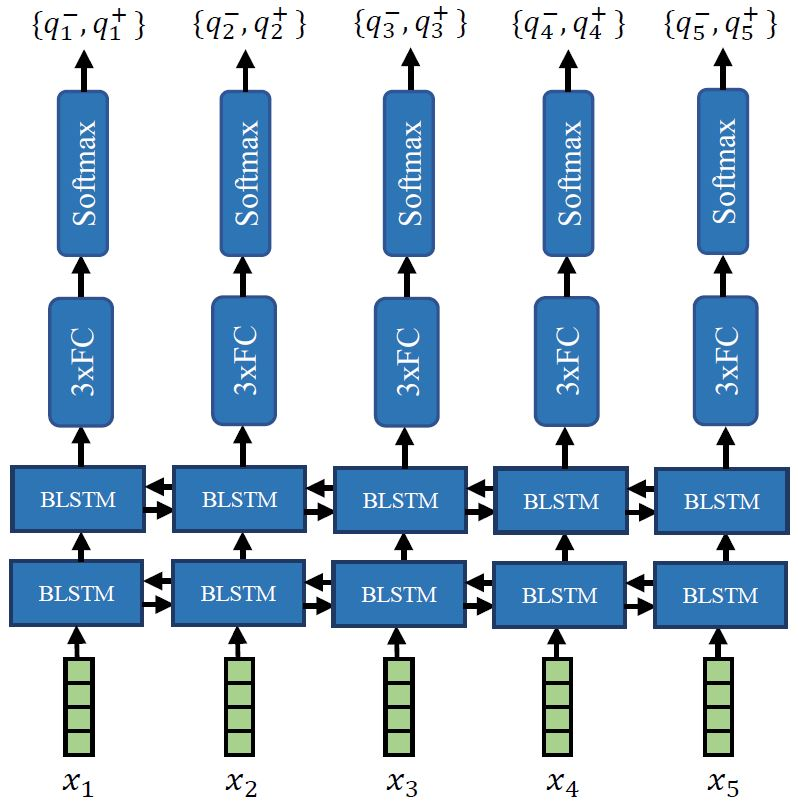 {q₁⁻, q₁⁺} {q₂⁻, q₂⁺} {q₃⁻, q₃⁺} {q₄⁻, q₄⁺} {q₅⁻, q₅⁺}
Softmax Softmax Softmax Softmax Softmax
3xFC 3xFC 3xFC 3xFC 3xFC
BLSTM BLSTM BLSTM BLSTM BLSTM
BLSTM BLSTM BLSTM BLSTM BLSTM
x₁ x₂ x₃ x₄ x₅